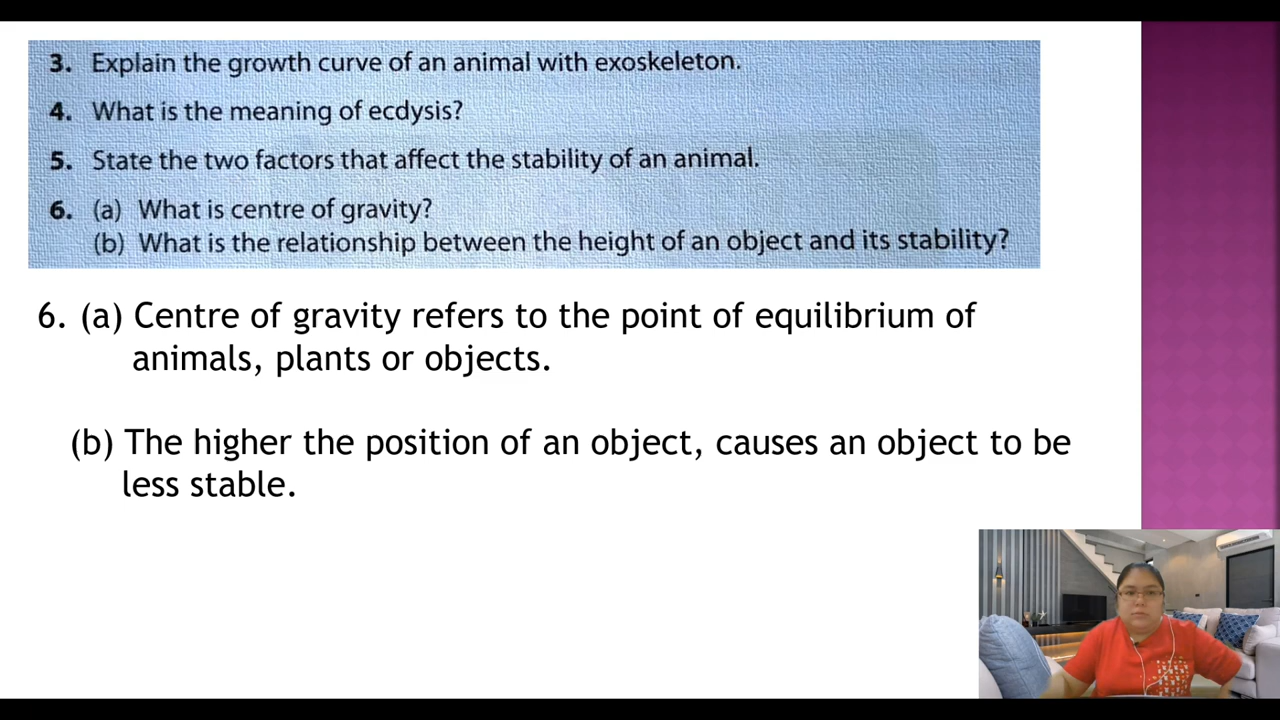 3. Explain the growth curve of an animal with exoskeleton.
4. What is the meaning of ecdysis?
5. State the two factors that affect the stability of an animal.
6. (a) What is centre of gravity?
(b) What is the relationship between the height of an object and its stability?
6. (a) Centre of gravity refers to the point of equilibrium of
animals, plants or objects.
(b) The higher the position of an object, causes an object to be
less stable.